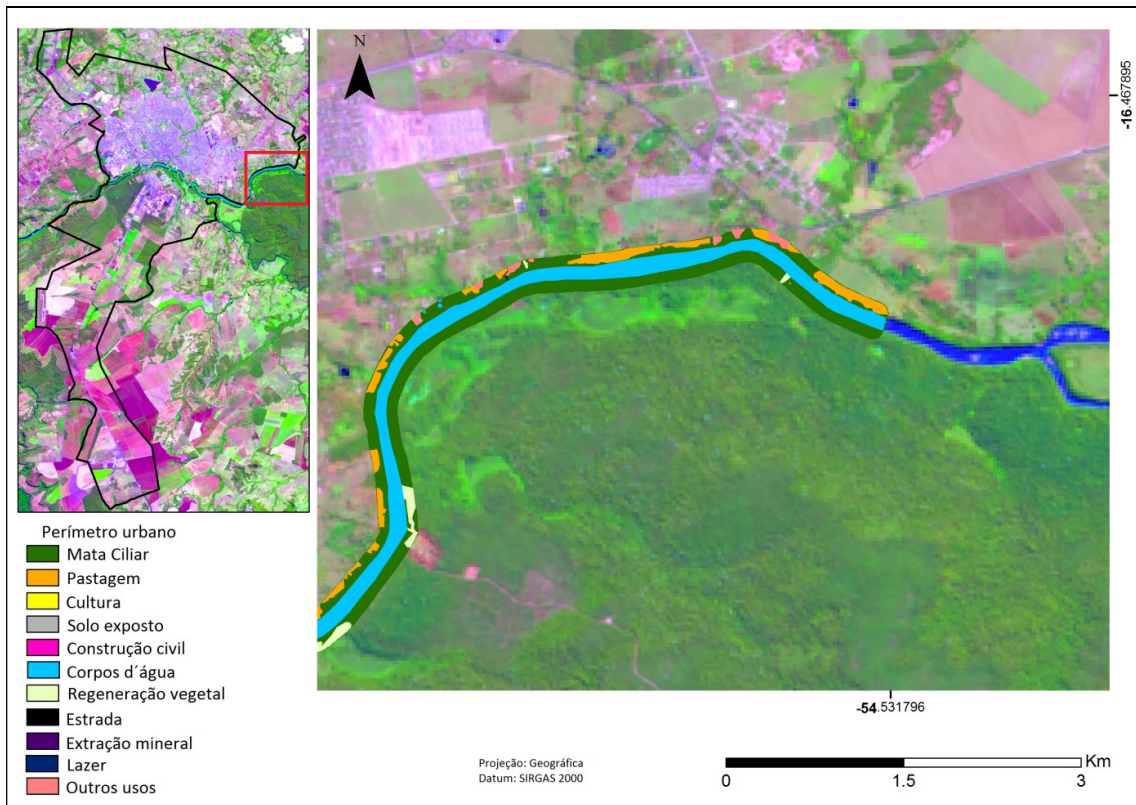 N
-16.467895
-54.531796
Perímetro urbano
Mata Ciliar
Pastagem
Cultura
Solo exposto
Construção civil
Corpos d´água
Regeneração vegetal
Estrada
Extração mineral
Lazer
Outros usos
Projeção: Geográfica
Datum: SIRGAS 2000
Km
0 1.5 3